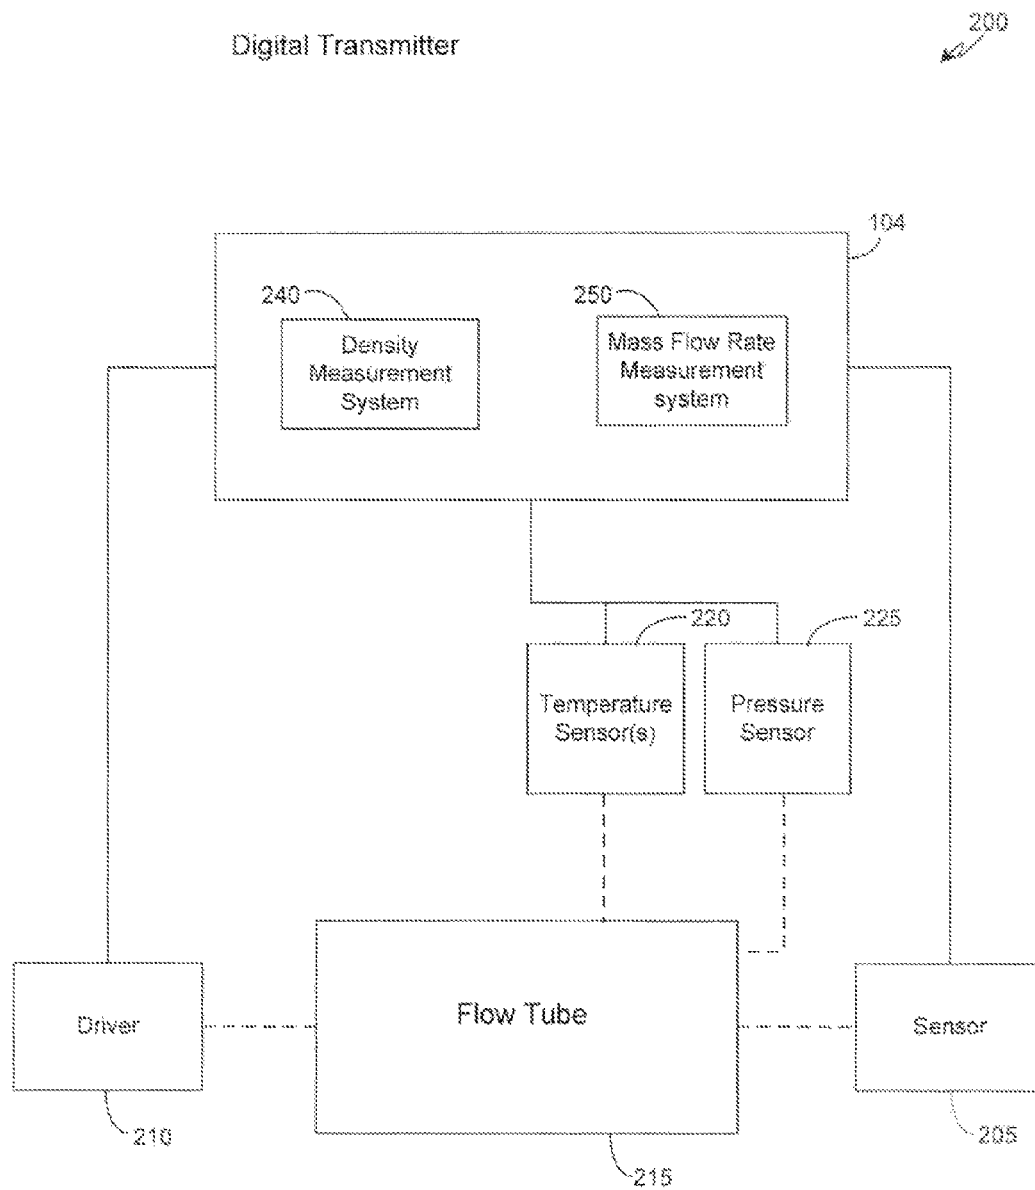 Digital Transmitter
200
104
240
250
Density
Measurement
System
Mass Flow Rate
Measurement
system
220
225
Temperature
Sensor(s)
Pressure
Sensor
Driver
Flow Tube
Sensor
210
215
205